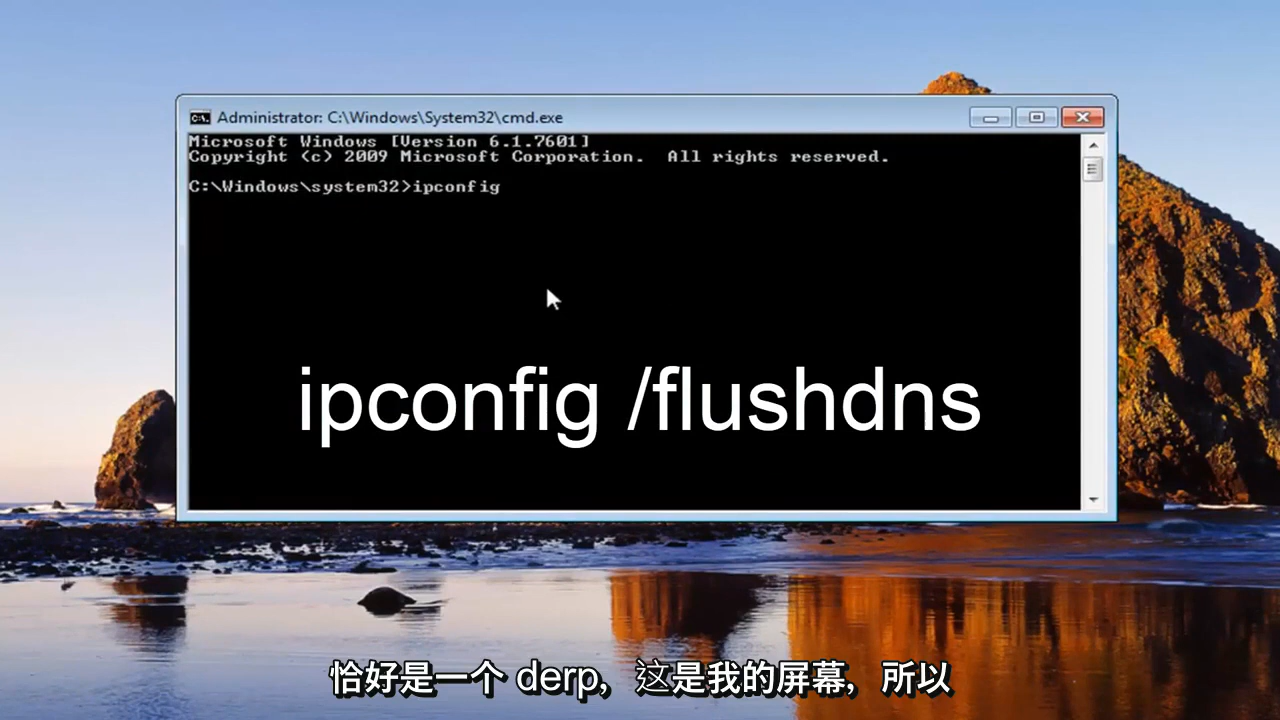 Administrator: C:\Windows\System32\cmd.exe
Microsoft Windows [Version 6.1.7601]
Copyright (c) 2009 Microsoft Corporation.  All rights reserved.
C:\Windows\system32>ipconfig
ipconfig /flushdns
恰好是一个 derp, 这是我的屏幕, 所以